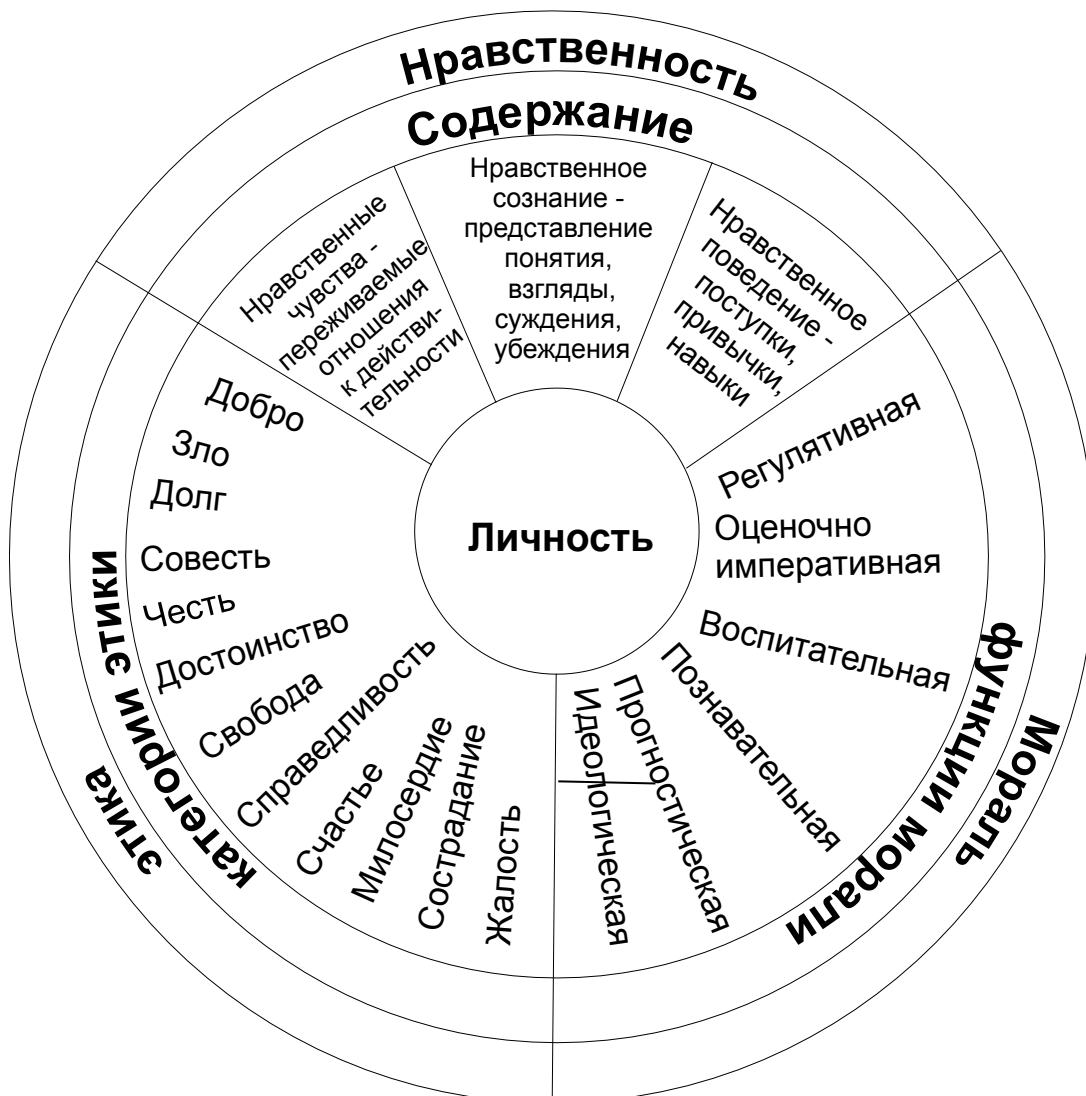 Нравственность
Содержание
Нравственные
чувства -
переживаемые
отношения
к действи-
тельности
Нравственное
сознание -
представление
понятия,
взгляды,
суждения,
убеждения
Нравственное
поведение -
поступки,
привычки,
навыки
Личность
этика
категории этики
Добро
Зло
Долг
Совесть
Честь
Достоинство
Свобода
Справедливость
Счастье
Милосердие
Сострадание
Жалость
Мораль
функции морали
Регулятивная
Оценочно
императивная
Воспитательная
Познавательная
Прогностическая
Идеологическая